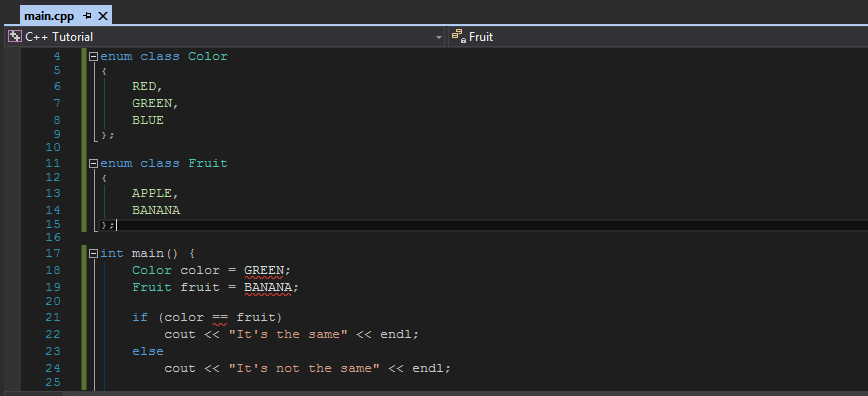 main.cpp
C++ Tutorial Fruit
4 enum class Color
5 {
6 RED,
7 GREEN,
8 BLUE
9 };
10
11 enum class Fruit
12 {
13 APPLE,
14 BANANA
15 };
16
17 int main() {
18 Color color = GREEN;
19 Fruit fruit = BANANA;
20
21 if (color == fruit)
22 cout << "It's the same" << endl;
23 else
24 cout << "It's not the same" << endl;
25